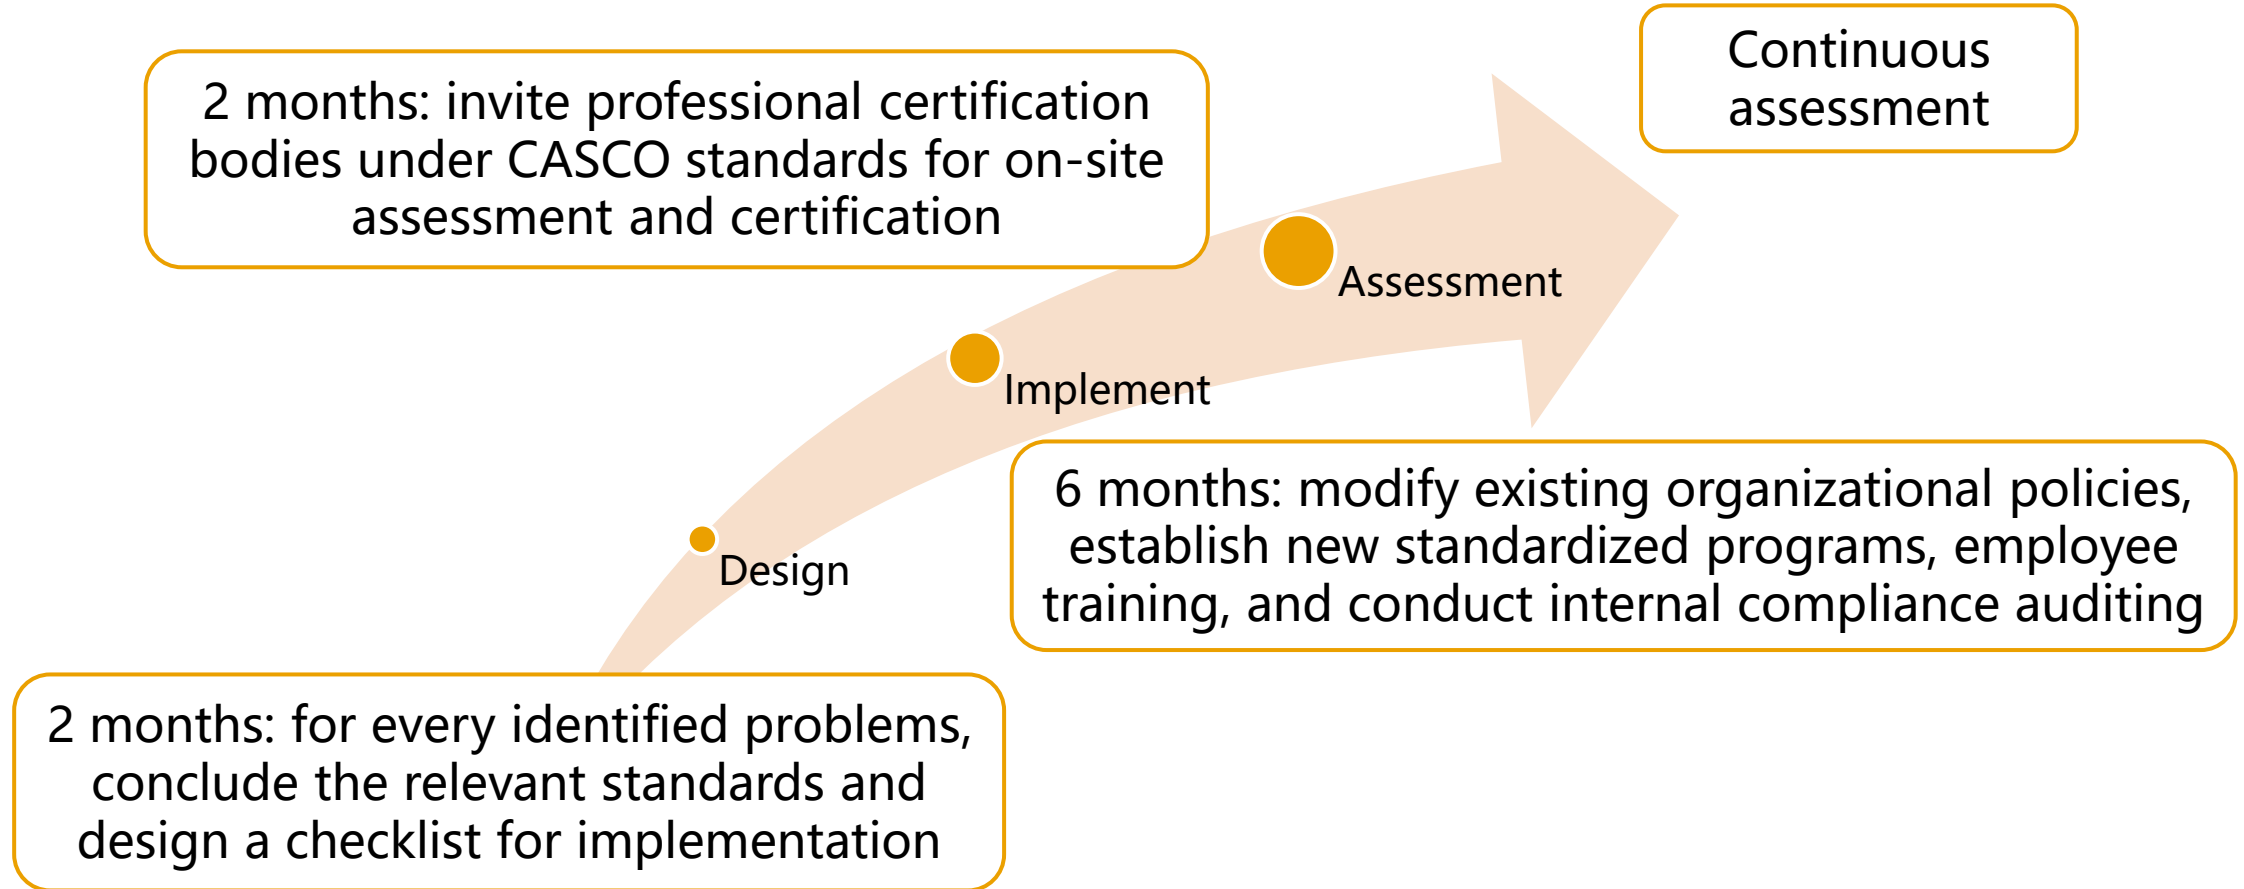 Continuous
assessment
2 months: invite professional certification
bodies under CASCO standards for on-site
assessment and certification
Assessment
Implement
6 months: modify existing organizational policies,
establish new standardized programs, employee
training, and conduct internal compliance auditing
Design
2 months: for every identified problems,
conclude the relevant standards and
design a checklist for implementation